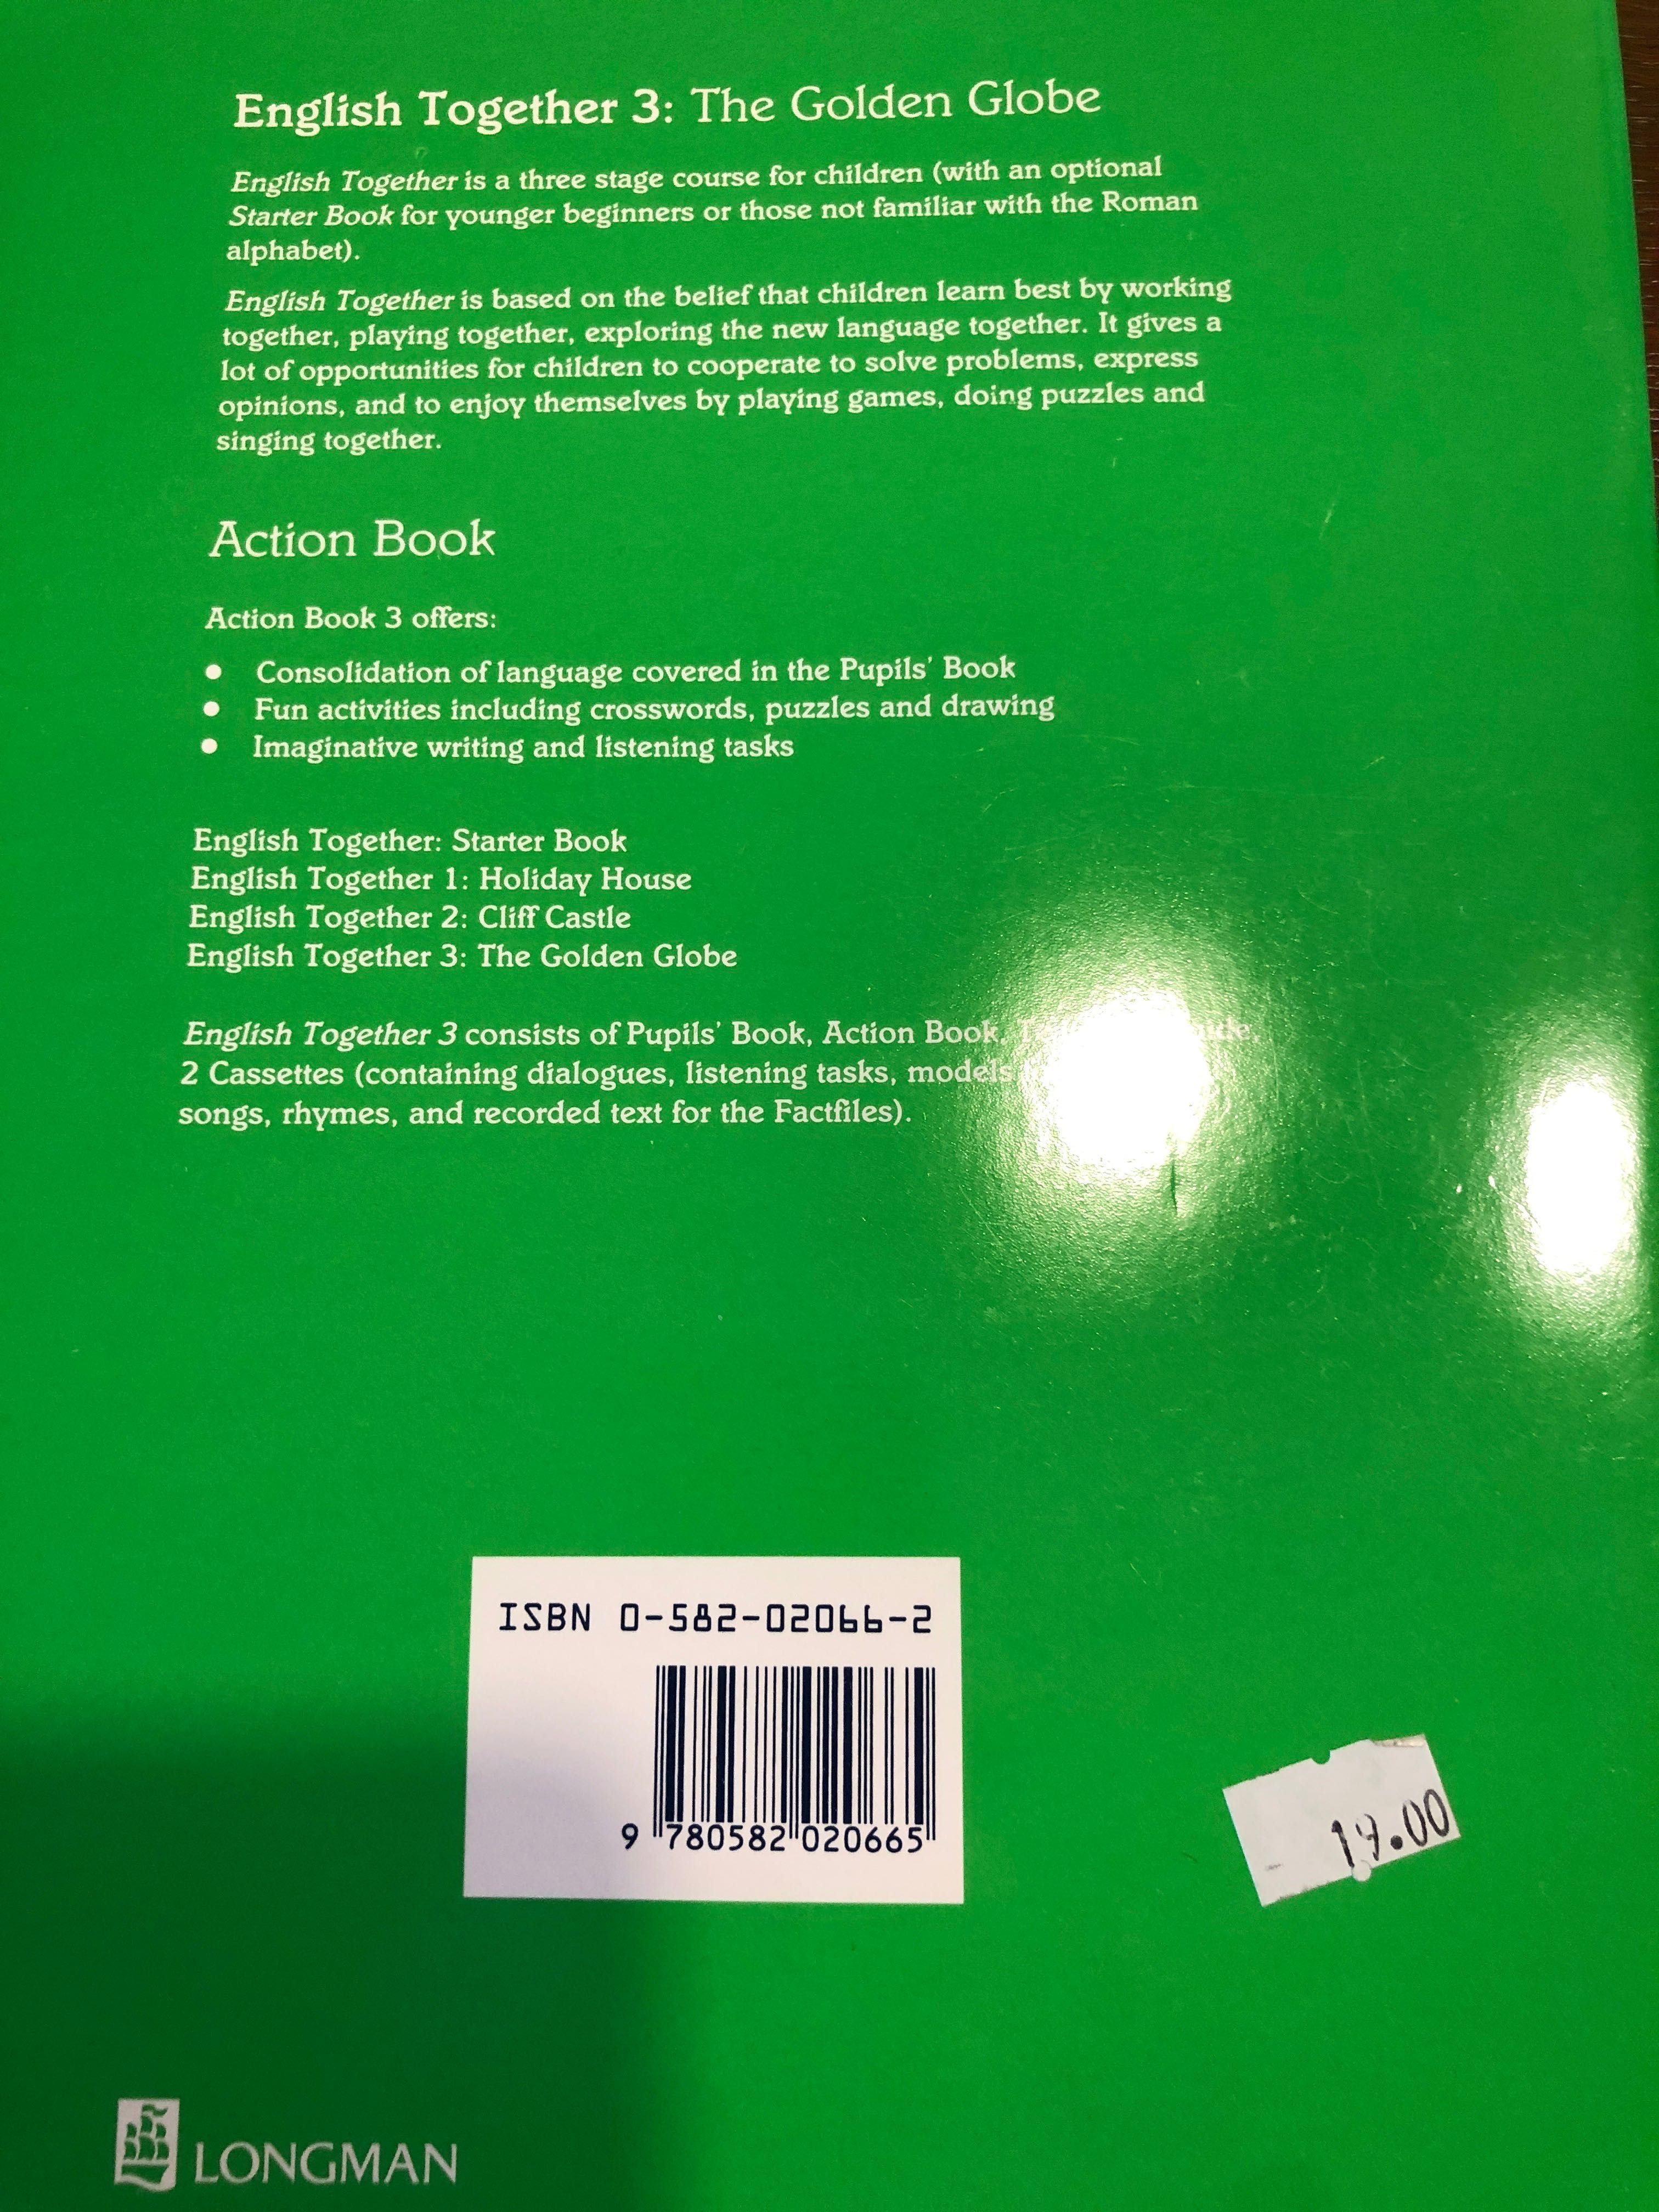 English Together 3: The Golden Globe
English Together is a three stage course for children (with an optional
Starter Book for younger beginners or those not familiar with the Roman
alphabet).
English Together is based on the belief that children learn best by working
together, playing together, exploring the new language together. It gives a
lot of opportunities for children to cooperate to solve problems, express
opinions, and to enjoy themselves by playing games, doing puzzles and
singing together.
Action Book
Action Book 3 offers:
● Consolidation of language covered in the Pupils' Book
● Fun activities including crosswords, puzzles and drawing
● Imaginative writing and listening tasks
English Together: Starter Book
English Together 1: Holiday House
English Together 2: Cliff Castle
English Together 3: The Golden Globe
English Together 3 consists of Pupils' Book, Action Book,
2 Cassettes (containing dialogues, listening tasks, models
songs, rhymes, and recorded text for the Factfiles).
ISBN 0-582-02066-2
9 780582 020665
19.00
LONGMAN